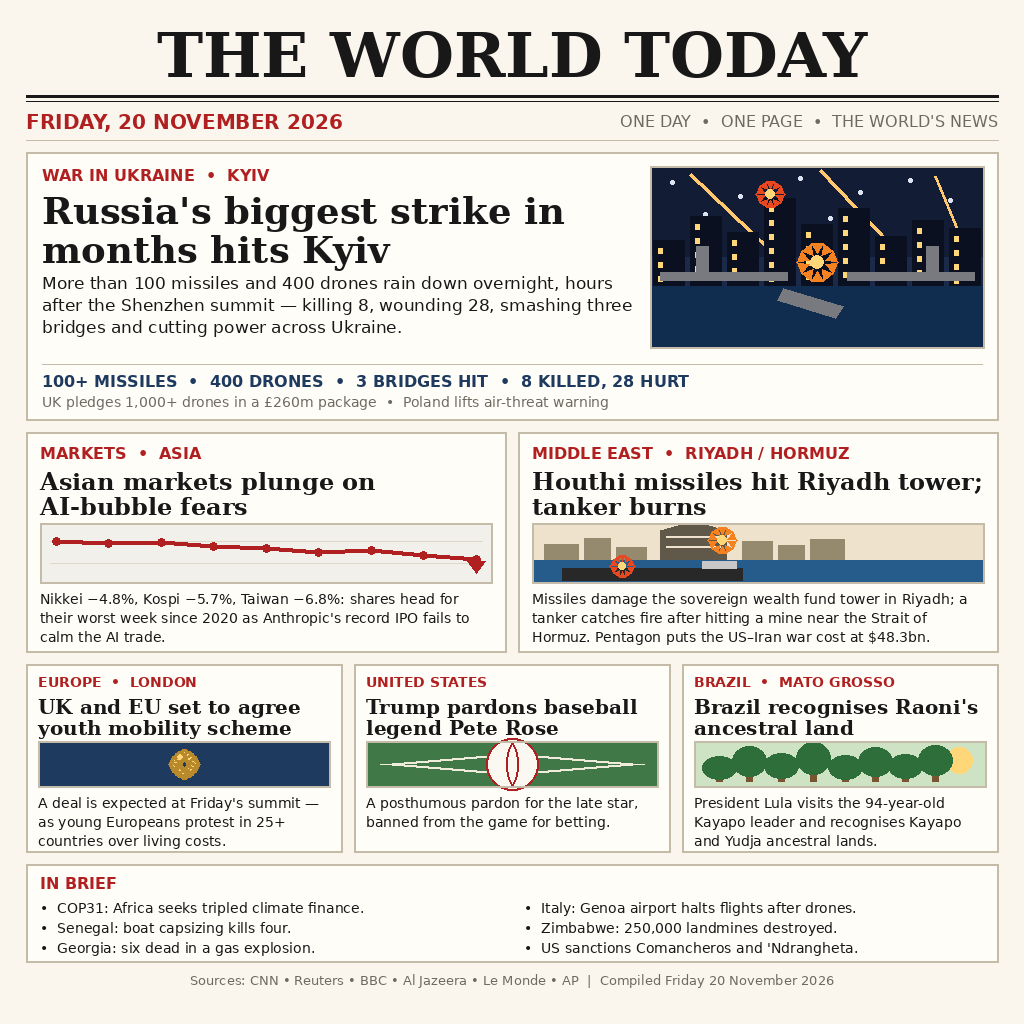 THE WORLD TODAY
FRIDAY, 20 NOVEMBER 2026
ONE DAY • ONE PAGE • THE WORLD'S NEWS
WAR IN UKRAINE • KYIV
Russia's biggest strike in
months hits Kyiv
More than 100 missiles and 400 drones rain down overnight, hours
after the Shenzhen summit — killing 8, wounding 28, smashing three
bridges and cutting power across Ukraine.
100+ MISSILES • 400 DRONES • 3 BRIDGES HIT • 8 KILLED, 28 HURT
UK pledges 1,000+ drones in a £260m package • Poland lifts air-threat warning
MARKETS • ASIA
Asian markets plunge on
AI-bubble fears
Nikkei −4.8%, Kospi −5.7%, Taiwan −6.8%: shares head for
their worst week since 2020 as Anthropic's record IPO fails to
calm the AI trade.
MIDDLE EAST • RIYADH / HORMUZ
Houthi missiles hit Riyadh tower;
tanker burns
Missiles damage the sovereign wealth fund tower in Riyadh; a
tanker catches fire after hitting a mine near the Strait of
Hormuz. Pentagon puts the US–Iran war cost at $48.3bn.
EUROPE • LONDON
UK and EU set to agree
youth mobility scheme
A deal is expected at Friday's summit —
as young Europeans protest in 25+
countries over living costs.
UNITED STATES
Trump pardons baseball
legend Pete Rose
A posthumous pardon for the late star,
banned from the game for betting.
BRAZIL • MATO GROSSO
Brazil recognises Raoni's
ancestral land
President Lula visits the 94-year-old
Kayapo leader and recognises Kayapo
and Yudja ancestral lands.
IN BRIEF
• COP31: Africa seeks tripled climate finance.
• Senegal: boat capsizing kills four.
• Georgia: six dead in a gas explosion.
• Italy: Genoa airport halts flights after drones.
• Zimbabwe: 250,000 landmines destroyed.
• US sanctions Comancheros and 'Ndrangheta.
Sources: CNN • Reuters • BBC • Al Jazeera • Le Monde • AP | Compiled Friday 20 November 2026